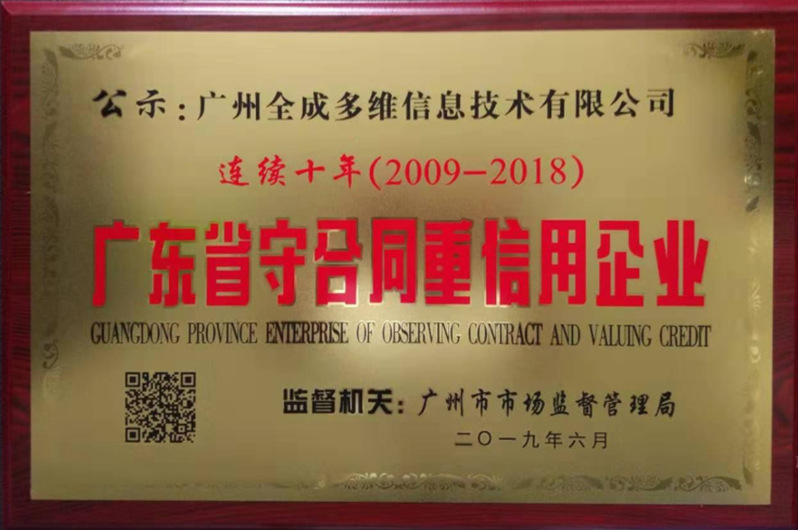 公示:广州全成多维信息技术有限公司
连续十年(2009-2018)
广东省守合同重信用企业
GUANGDONG PROVINCE ENTERPRISE OF OBSERVING CONTRACT AND VALUING CREDIT
监督机关:广州市市场监督管理局
二〇一九年六月